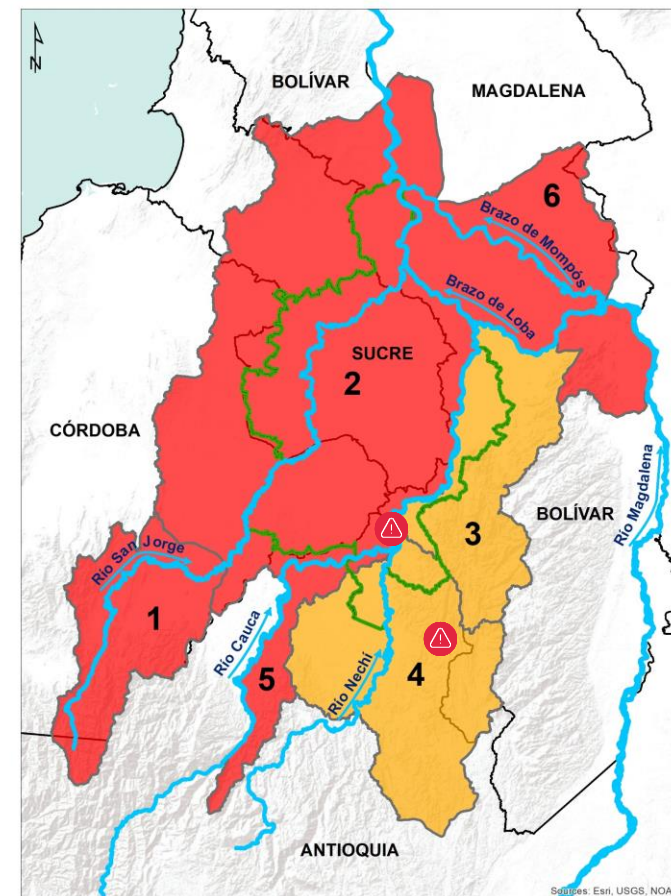 N
BOLÍVAR
MAGDALENA
6
Brazo de Mompós
Brazo de Loba
SUCRE
2
CÓRDOBA
3
BOLÍVAR
Río Magdalena
Río San Jorge
1
Río Cauca
5
4
Río Nechí
ANTIOQUIA
Sources: Esri, USGS, NOA